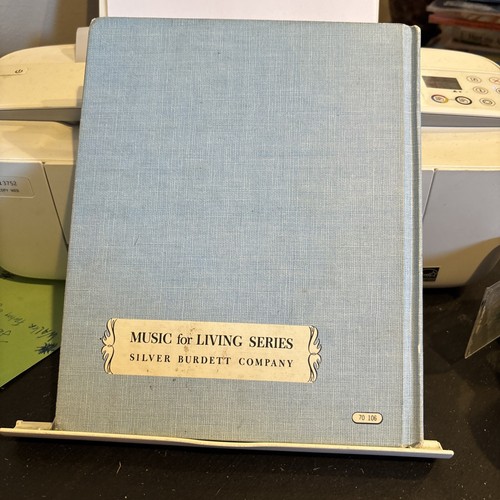 MUSIC for LIVING SERIES
SILVER BURDETT COMPANY
70 106